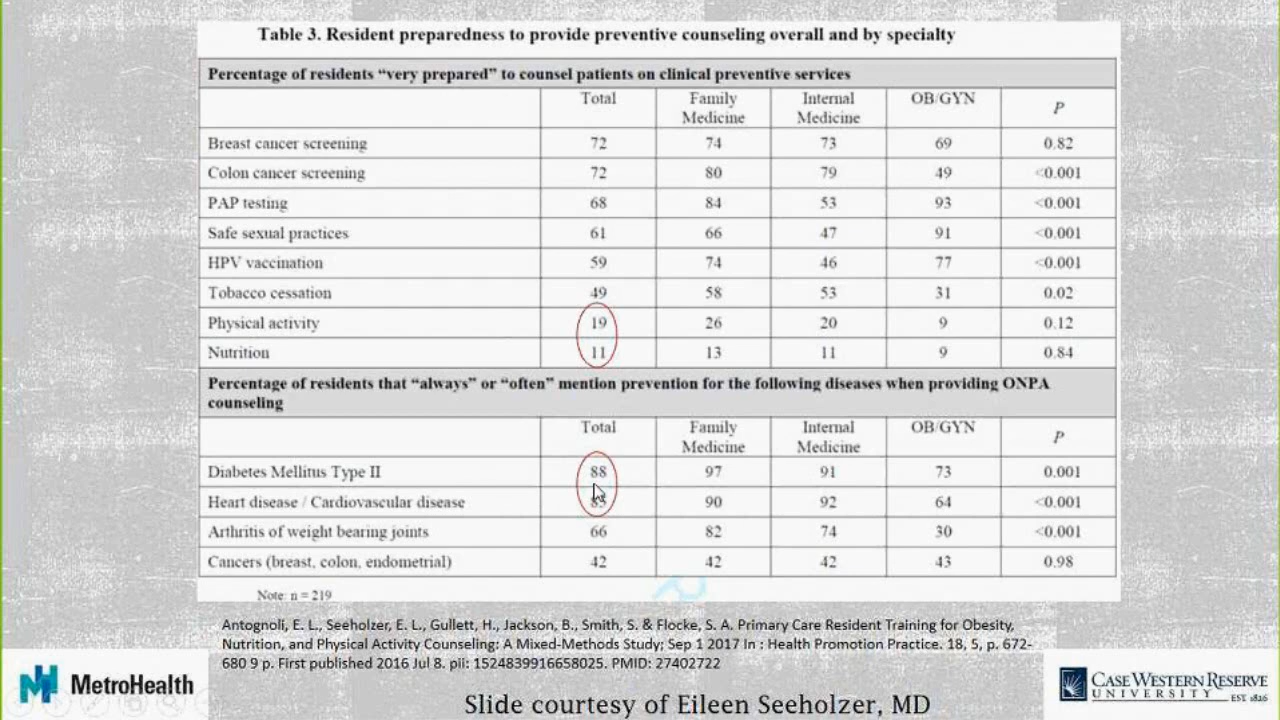 Table 3. Resident preparedness to provide preventive counseling overall and by specialty
Percentage of residents “very prepared” to counsel patients on clinical preventive services
Total Family Medicine Internal Medicine OB/GYN P
Breast cancer screening 72 74 73 69 0.82
Colon cancer screening 72 80 79 49 <0.001
PAP testing 68 84 53 93 <0.001
Safe sexual practices 61 66 47 91 <0.001
HPV vaccination 59 74 46 77 <0.001
Tobacco cessation 49 58 53 31 0.02
Physical activity 19 26 20 9 0.12
Nutrition 11 13 11 9 0.84
Percentage of residents that “always” or “often” mention prevention for the following diseases when providing ONPA
counseling
Total Family Medicine Internal Medicine OB/GYN P
Diabetes Mellitus Type II 88 97 91 73 0.001
Heart disease / Cardiovascular disease 90 92 64 <0.001
Arthritis of weight bearing joints 66 82 74 30 <0.001
Cancers (breast, colon, endometrial) 42 42 42 43 0.98
Note: n = 219
Antognoli, E. L., Seeholzer, E. L., Gullett, H., Jackson, B., Smith, S. & Flocke, S. A. Primary Care Resident Training for Obesity,
Nutrition, and Physical Activity Counseling: A Mixed-Methods Study; Sep 1 2017 In : Health Promotion Practice. 18, 5, p. 672-
680 9 p. First published 2016 Jul 8. pii: 1524839916658025. PMID: 27402722
MetroHealth
Slide courtesy of Eileen Seeholzer, MD
CASE WESTERN RESERVE
UNIVERSITY EST. 1826